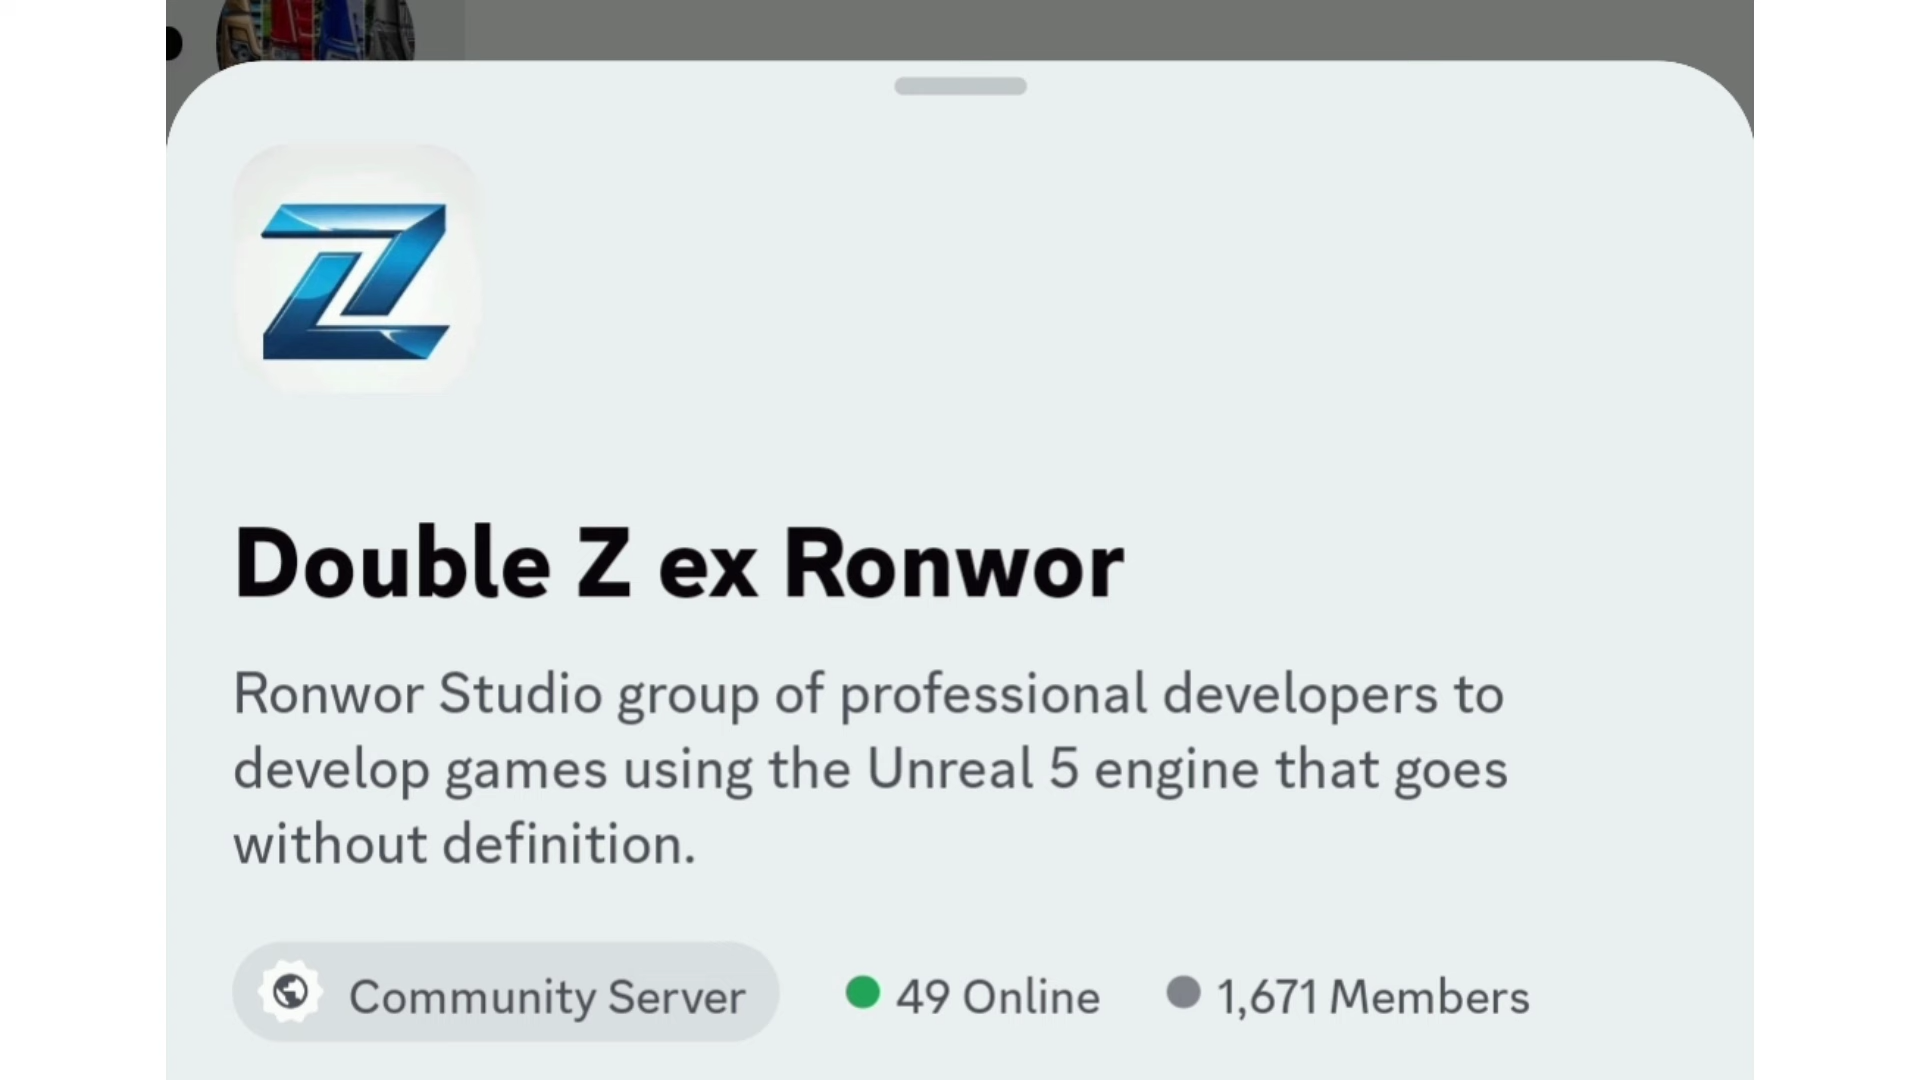 Double Z ex Ronwor
Ronwor Studio group of professional developers to
develop games using the Unreal 5 engine that goes
without definition.
Community Server
49 Online
1,671 Members